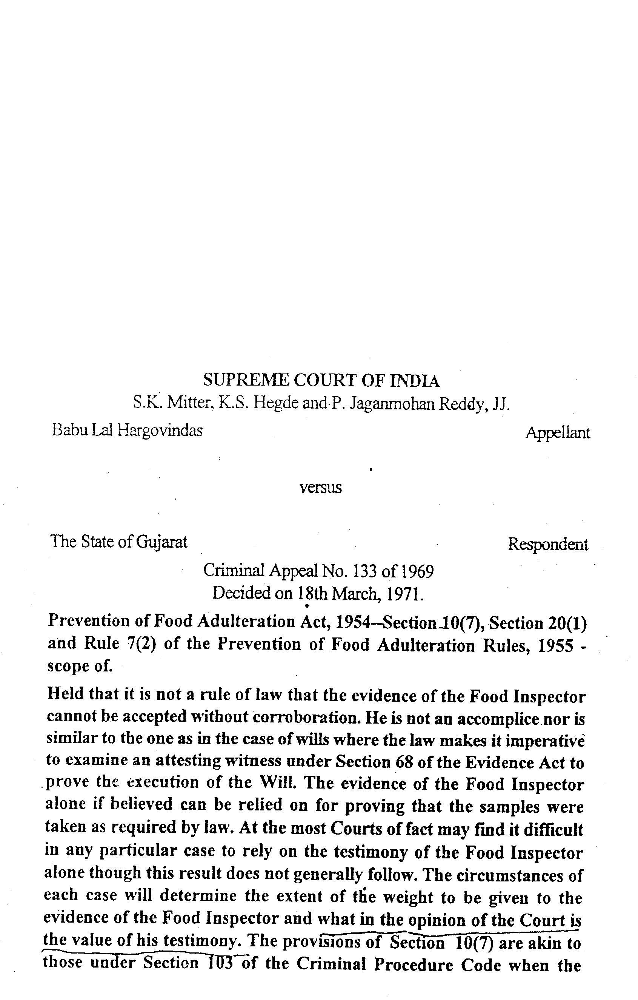 SUPREME COURT OF INDIA
S.K. Mitter, K.S. Hegde and P. Jaganmohan Reddy, JJ.
Babu Lal Hargovindas Appellant
versus
The State of Gujarat Respondent
Criminal Appeal No. 133 of 1969
Decided on 18th March, 1971.
Prevention of Food Adulteration Act, 1954--Section 10(7), Section 20(1)
and Rule 7(2) of the Prevention of Food Adulteration Rules, 1955 -
scope of.
Held that it is not a rule of law that the evidence of the Food Inspector
cannot be accepted without corroboration. He is not an accomplice nor is
similar to the one as in the case of wills where the law makes it imperative
to examine an attesting witness under Section 68 of the Evidence Act to
prove the execution of the Will. The evidence of the Food Inspector
alone if believed can be relied on for proving that the samples were
taken as required by law. At the most Courts of fact may find it difficult
in any particular case to rely on the testimony of the Food Inspector
alone though this result does not generally follow. The circumstances of
each case will determine the extent of the weight to be given to the
evidence of the Food Inspector and what in the opinion of the Court is
the value of his testimony. The provisions of Section 10(7) are akin to
those under Section 103 of the Criminal Procedure Code when the